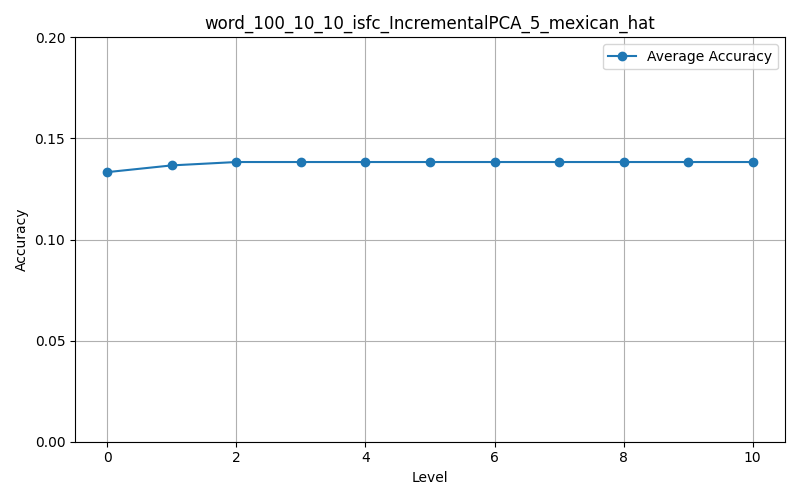 word_100_10_10_isfc_IncrementalPCA_5_mexican_hat
Average Accuracy
Accuracy
0.20
0.15
0.10
0.05
0.00
0 2 4 6 8 10
Level